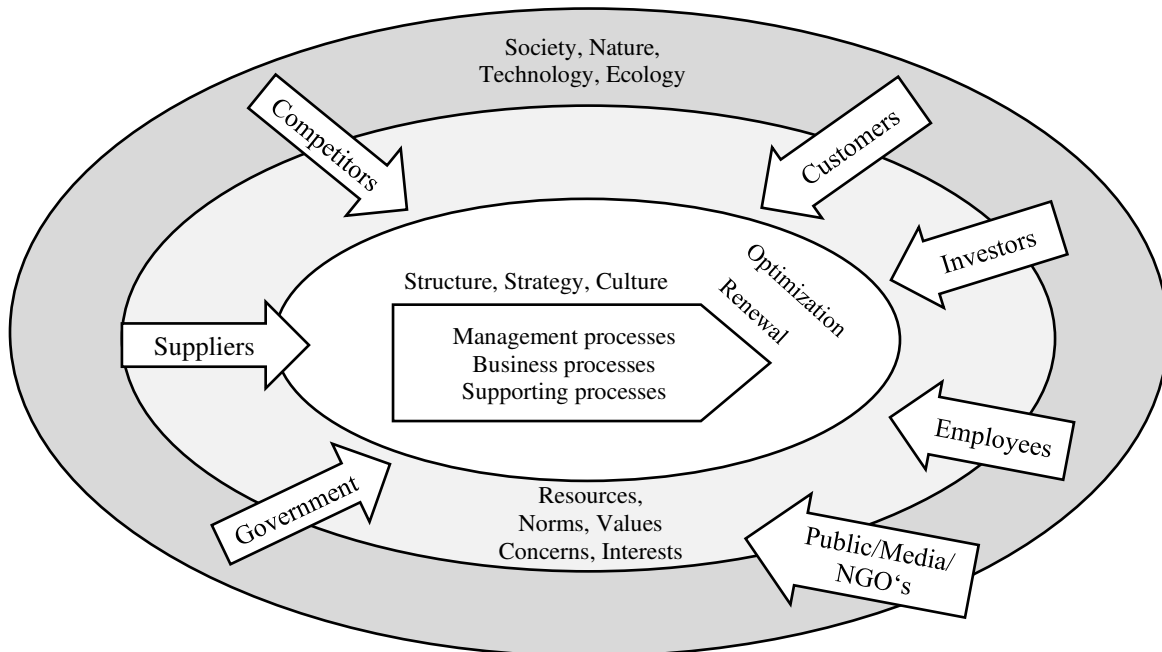 Society, Nature,
Technology, Ecology
Competitors
Customers
Investors
Optimization
Renewal
Structure, Strategy, Culture
Management processes
Business processes
Supporting processes
Suppliers
Employees
Government
Resources,
Norms, Values
Concerns, Interests
Public/Media/
NGO‘s